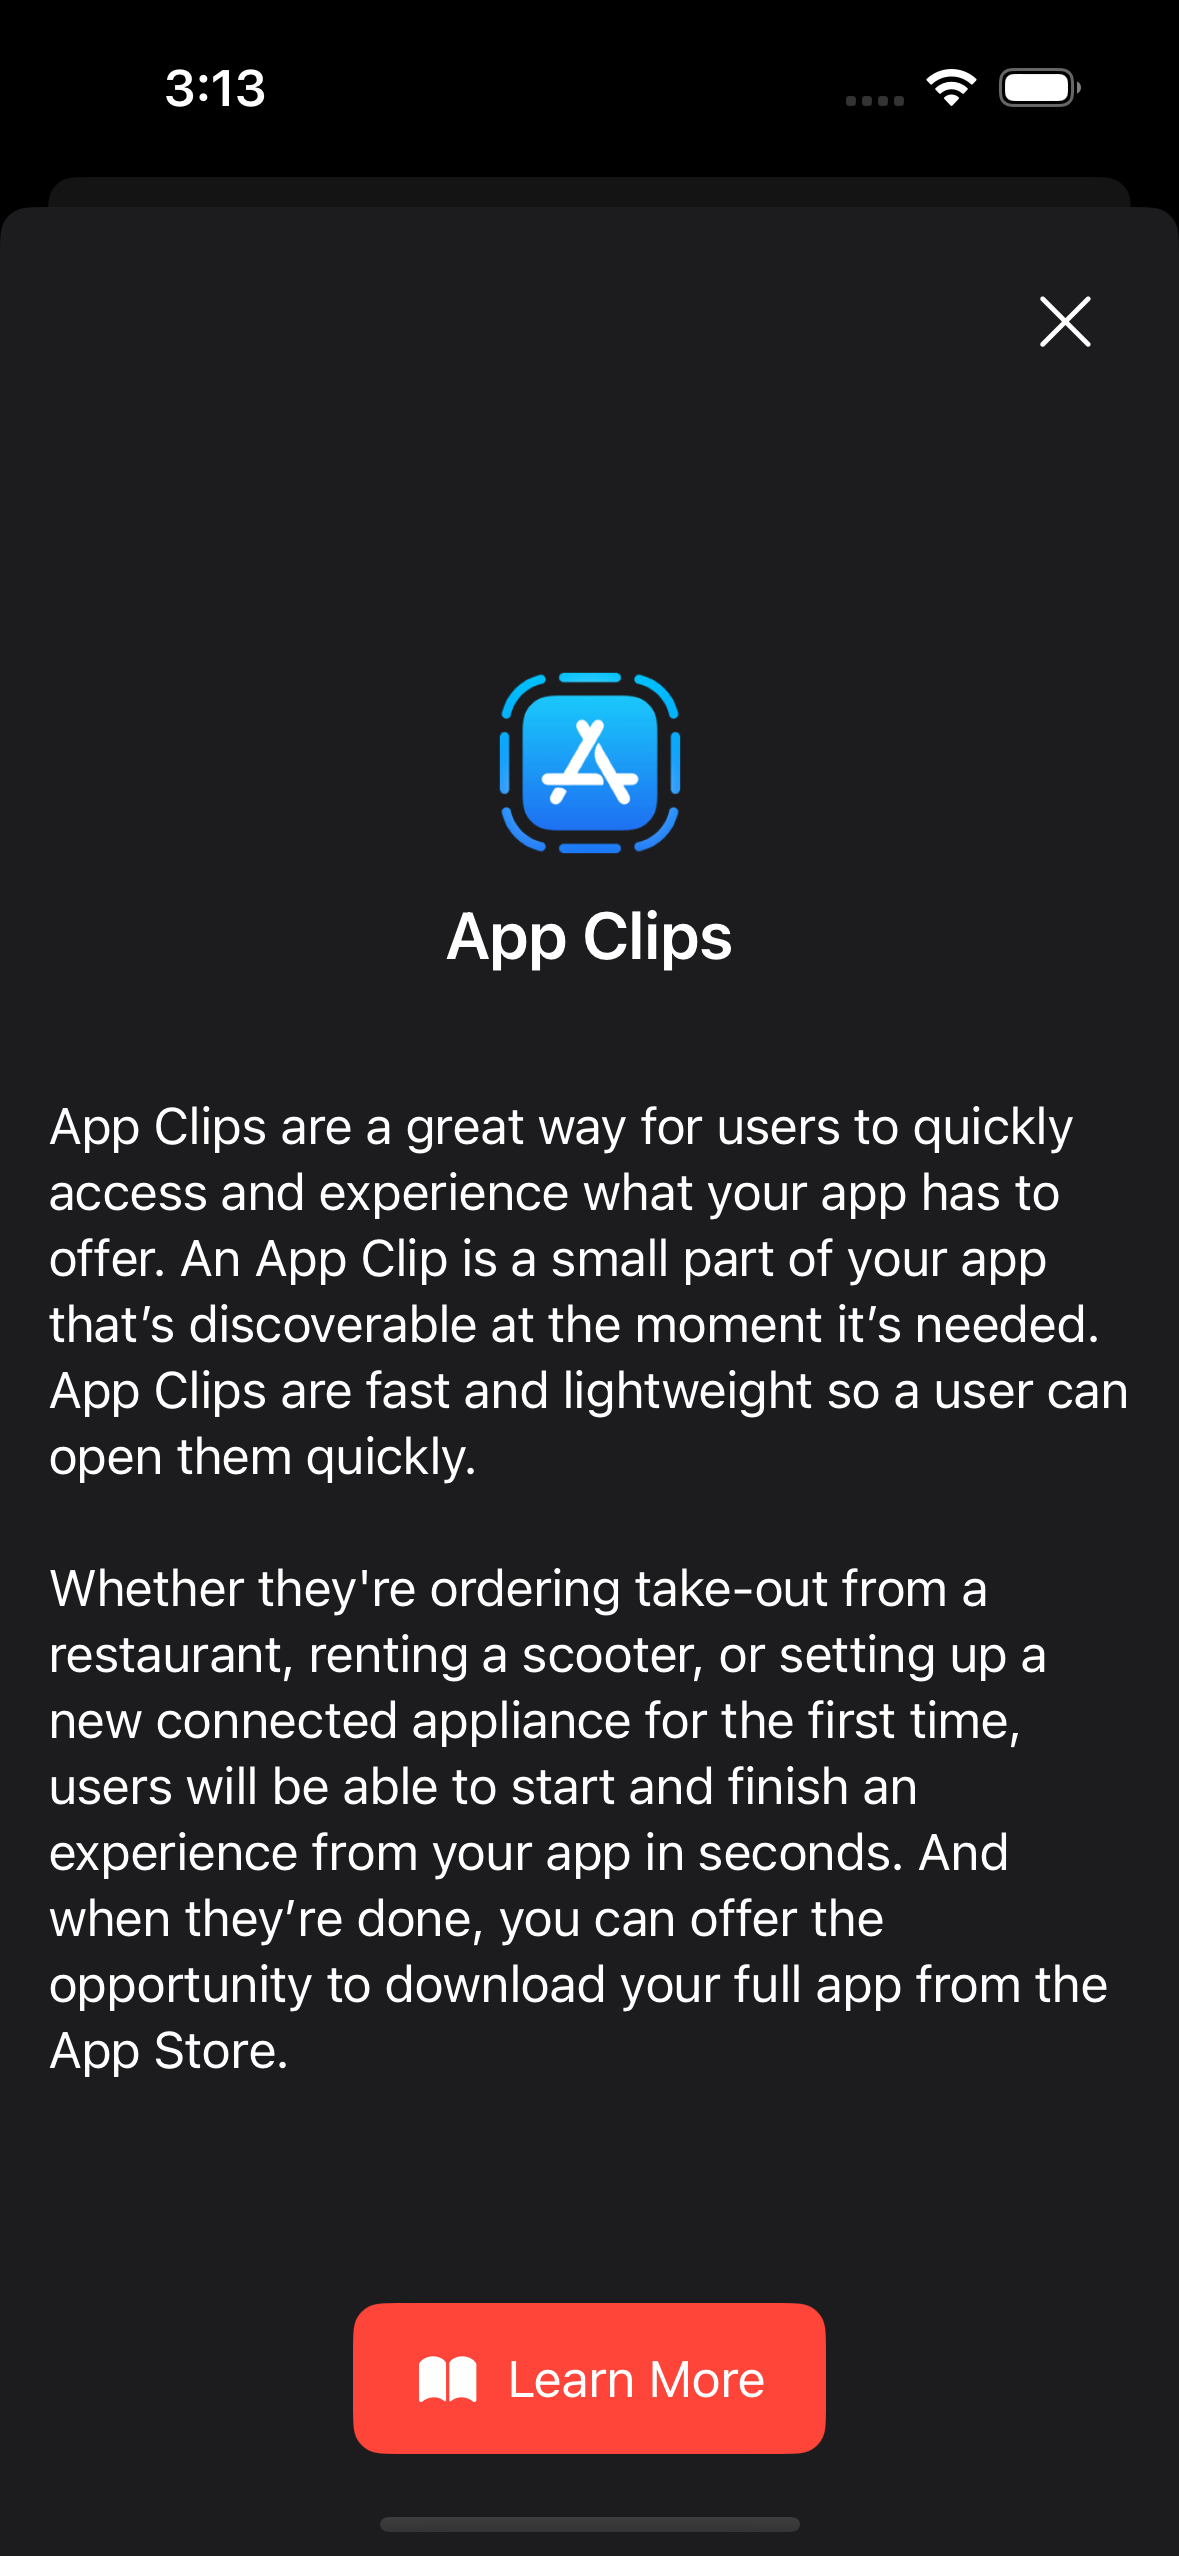 3:13
App Clips
App Clips are a great way for users to quickly
access and experience what your app has to
offer. An App Clip is a small part of your app
that’s discoverable at the moment it’s needed.
App Clips are fast and lightweight so a user can
open them quickly.
Whether they're ordering take-out from a
restaurant, renting a scooter, or setting up a
new connected appliance for the first time,
users will be able to start and finish an
experience from your app in seconds. And
when they’re done, you can offer the
opportunity to download your full app from the
App Store.
Learn More